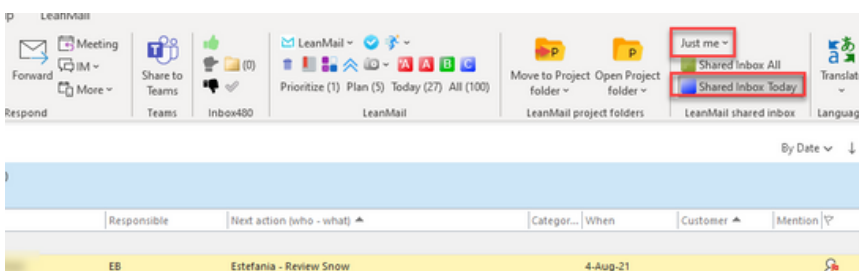 LeanMail
Meeting
LeanMail
Just me
IM
(0)
A A B C
Shared Inbox All
Forward
Share to Teams
Move to Project folder
Open Project folder
More
Prioritize (1) Plan (5) Today (27) All (100)
Shared Inbox Today
Respond
Teams
Inbox480
LeanMail
LeanMail project folders
LeanMail shared inbox
By Date
Responsible
Next action (who - what)
Categor...
When
Customer
Mention
EB
Estefania - Review Snow
4-Aug-21